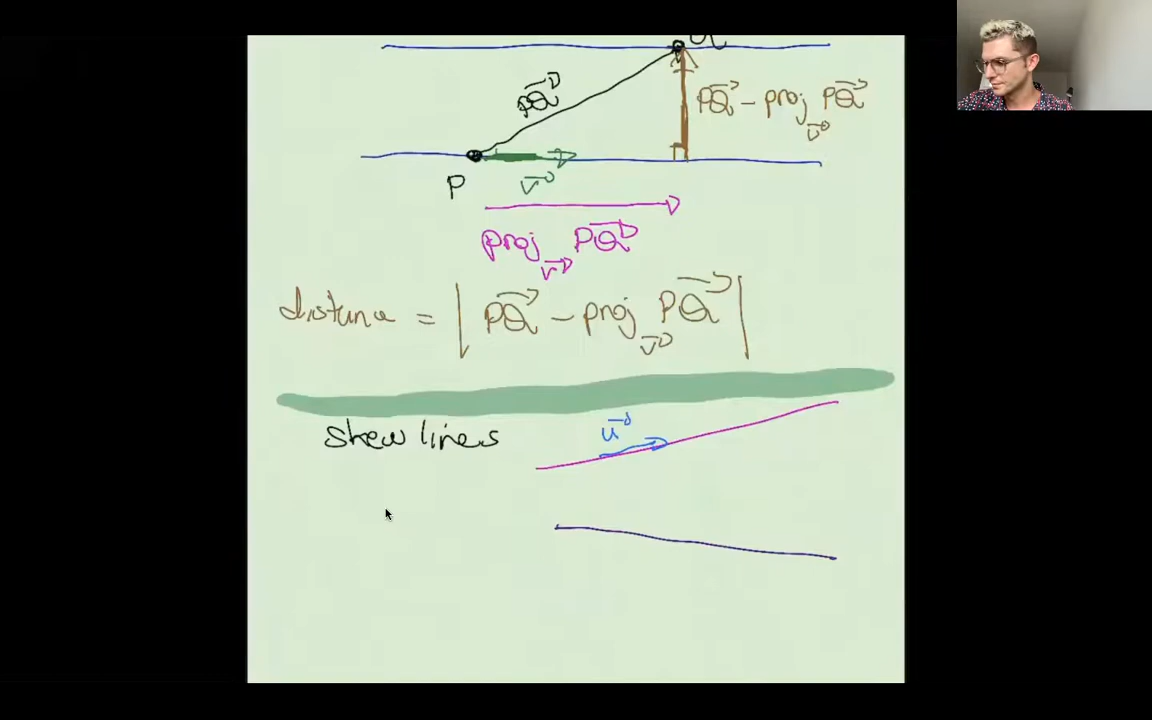 Q
PQ⃗
PQ⃗ - proj_v⃗ PQ⃗
P
v⃗
proj_v⃗ PQ⃗
distance = | PQ⃗ - proj_v⃗ PQ⃗ |
Skew lines
u⃗